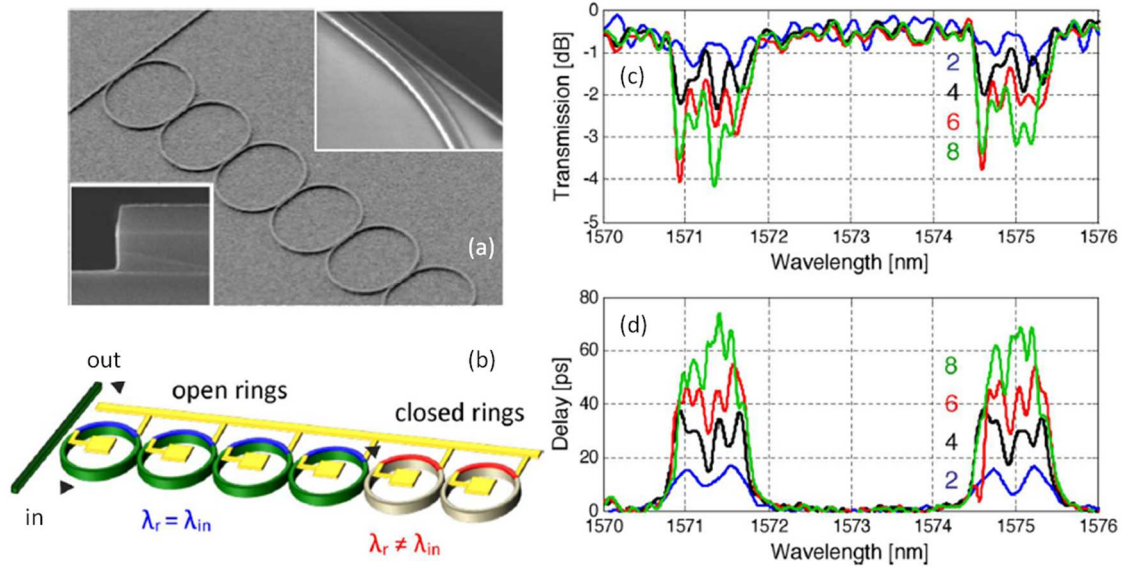 (a)
(b)
out
open rings
closed rings
in
λr = λin
λr ≠ λin
0
-1
-2
-3
-4
-5
Transmission [dB]
(c)
2
4
6
8
1570 1571 1572 1573 1574 1575 1576
Wavelength [nm]
80
60
40
20
0
Delay [ps]
(d)
8
6
4
2
1570 1571 1572 1573 1574 1575 1576
Wavelength [nm]